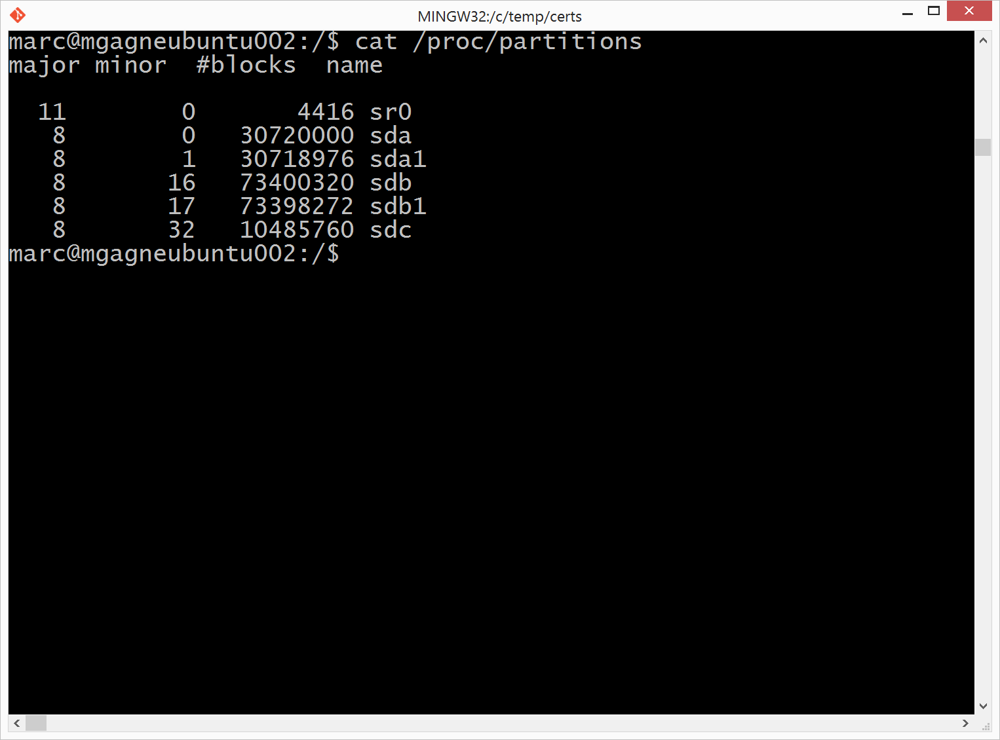 MINGW32:/c/temp/certs
marc@mgagneubuntu002:/$ cat /proc/partitions
major minor  #blocks  name

  11        0       4416 sr0
   8        0   30720000 sda
   8        1   30718976 sda1
   8       16   73400320 sdb
   8       17   73398272 sdb1
   8       32   10485760 sdc
marc@mgagneubuntu002:/$